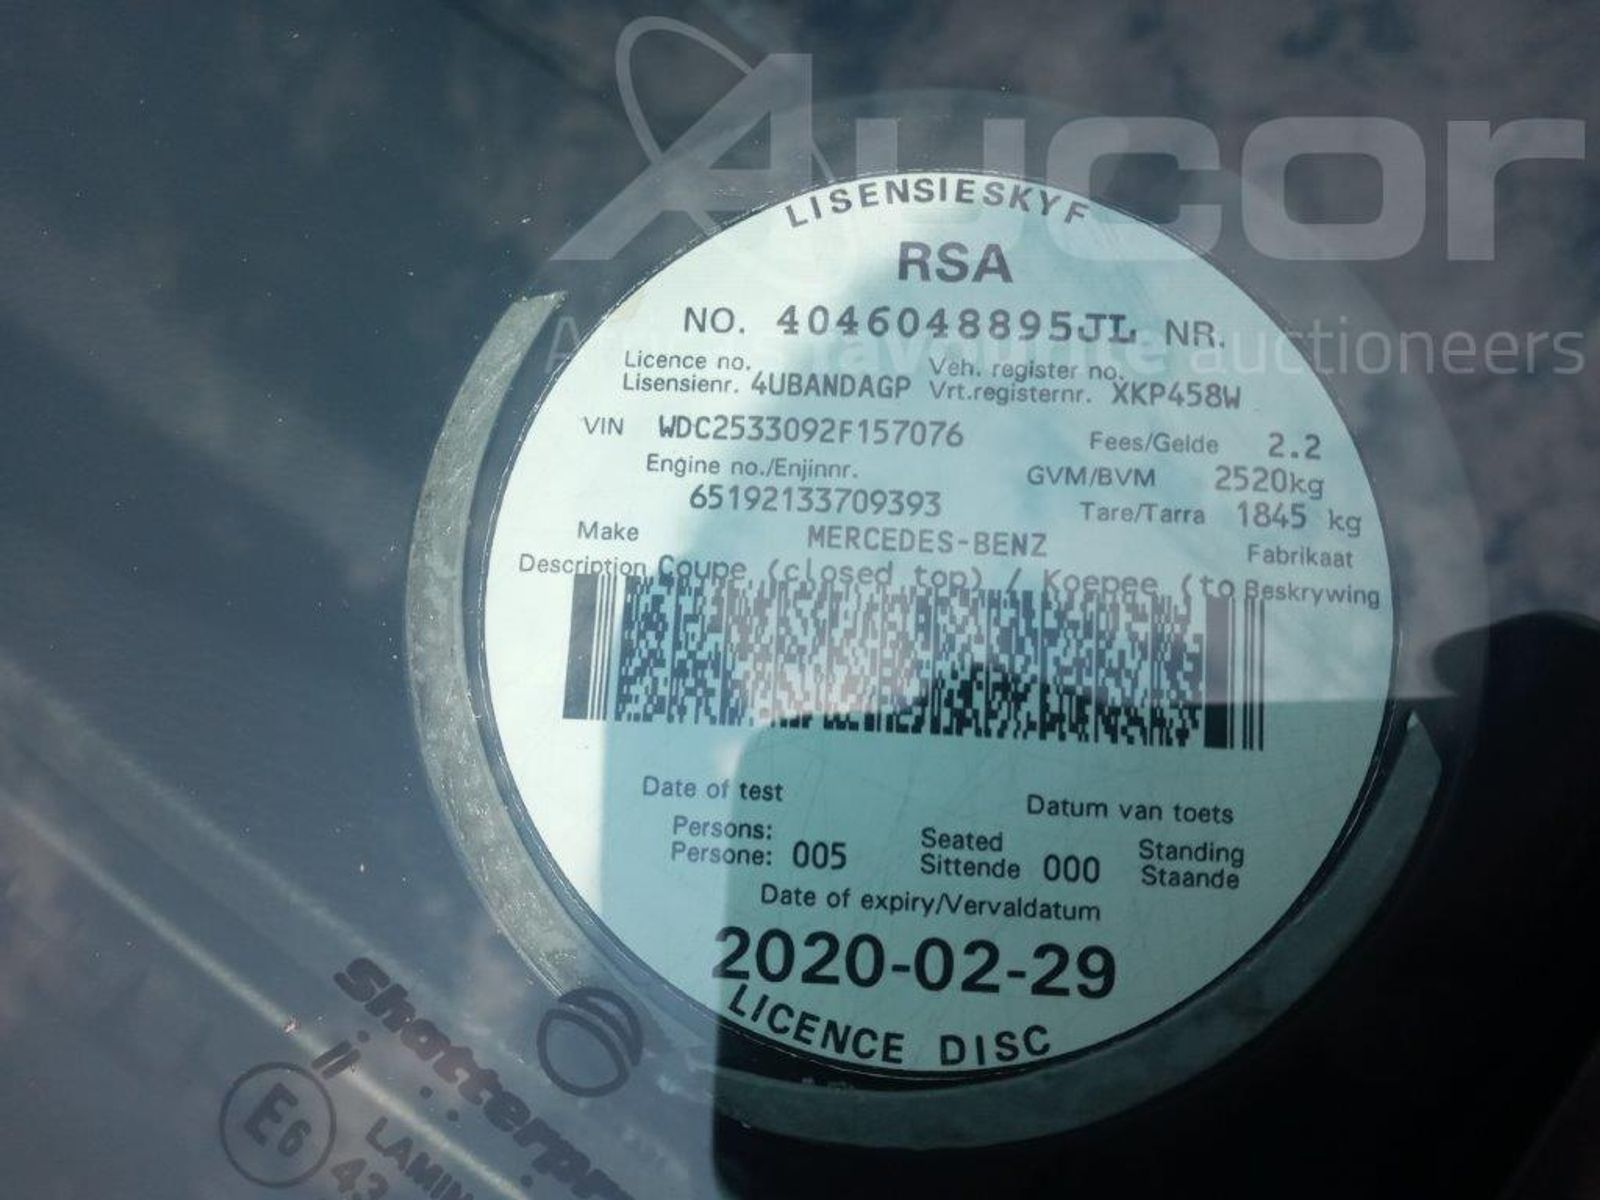 Aucor
Africa's favourite auctioneers
LISENSIESKYF
RSA
NO. 4046048895JL NR.
Licence no. Veh. register no.
Lisensienr. 4UBANDAGP Vrt.registernr. XKP458W
VIN WDC2533092F157076 Fees/Gelde 2.2
Engine no./Enjinnr. GVM/BVM 2520kg
65192133709393 Tare/Tarra 1845 kg
Make MERCEDES-BENZ Fabrikaat
Description Coupe (closed top) / Koepee (to Beskrywing
Date of test Datum van toets
Persons: Seated Standing
Persone: 005 Sittende 000 Staande
Date of expiry/Vervaldatum
2020-02-29
LICENCE DISC
E6 43